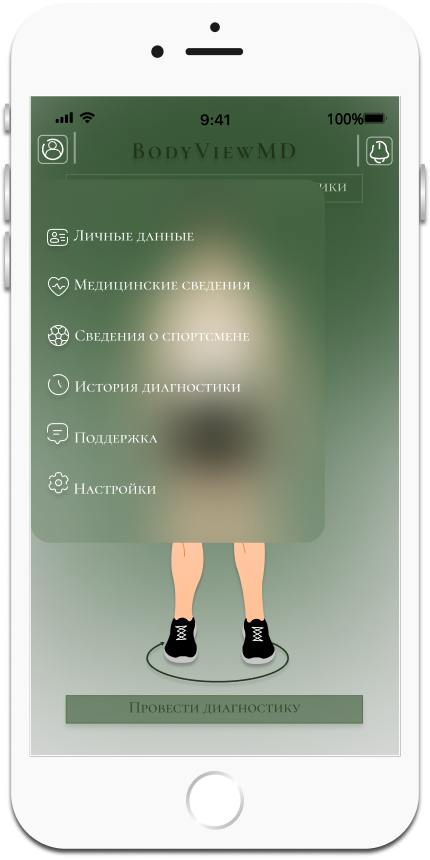 9:41
100%
BodyViewMD
Личные данные
Медицинские сведения
Сведения о спортсмене
История диагностики
Поддержка
Настройки
Провести диагностику